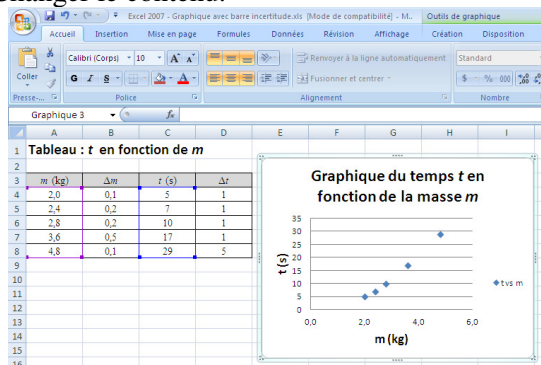 changer le contenu.
Excel 2007 - Graphique avec barre incertitude.xls [Mode de compatibilité] - M..
Outils de graphique
Accueil Insertion Mise en page Formules Données Révision Affichage Création Disposition
Coller
Calibri (Corps) 10 A A
Renvoyer à la ligne automatiquement
Standard
G I S
Fusionner et centrer
$ % 000
Presse-... Police Alignement Nombre
Graphique 3 fx
A B C D E F G H I
1 Tableau : t en fonction de m
2
3 m (kg) Δm t (s) Δt
4 2,0 0,1 5 1
5 2,4 0,2 7 1
6 2,8 0,2 10 1
7 3,6 0,5 17 1
8 4,8 0,1 29 5
9
10
11
12
13
14
15
16
Graphique du temps t en
fonction de la masse m
35
30
25
20
15
10
5
0
t (s)
0,0 2,0 4,0 6,0
m (kg)
t vs m